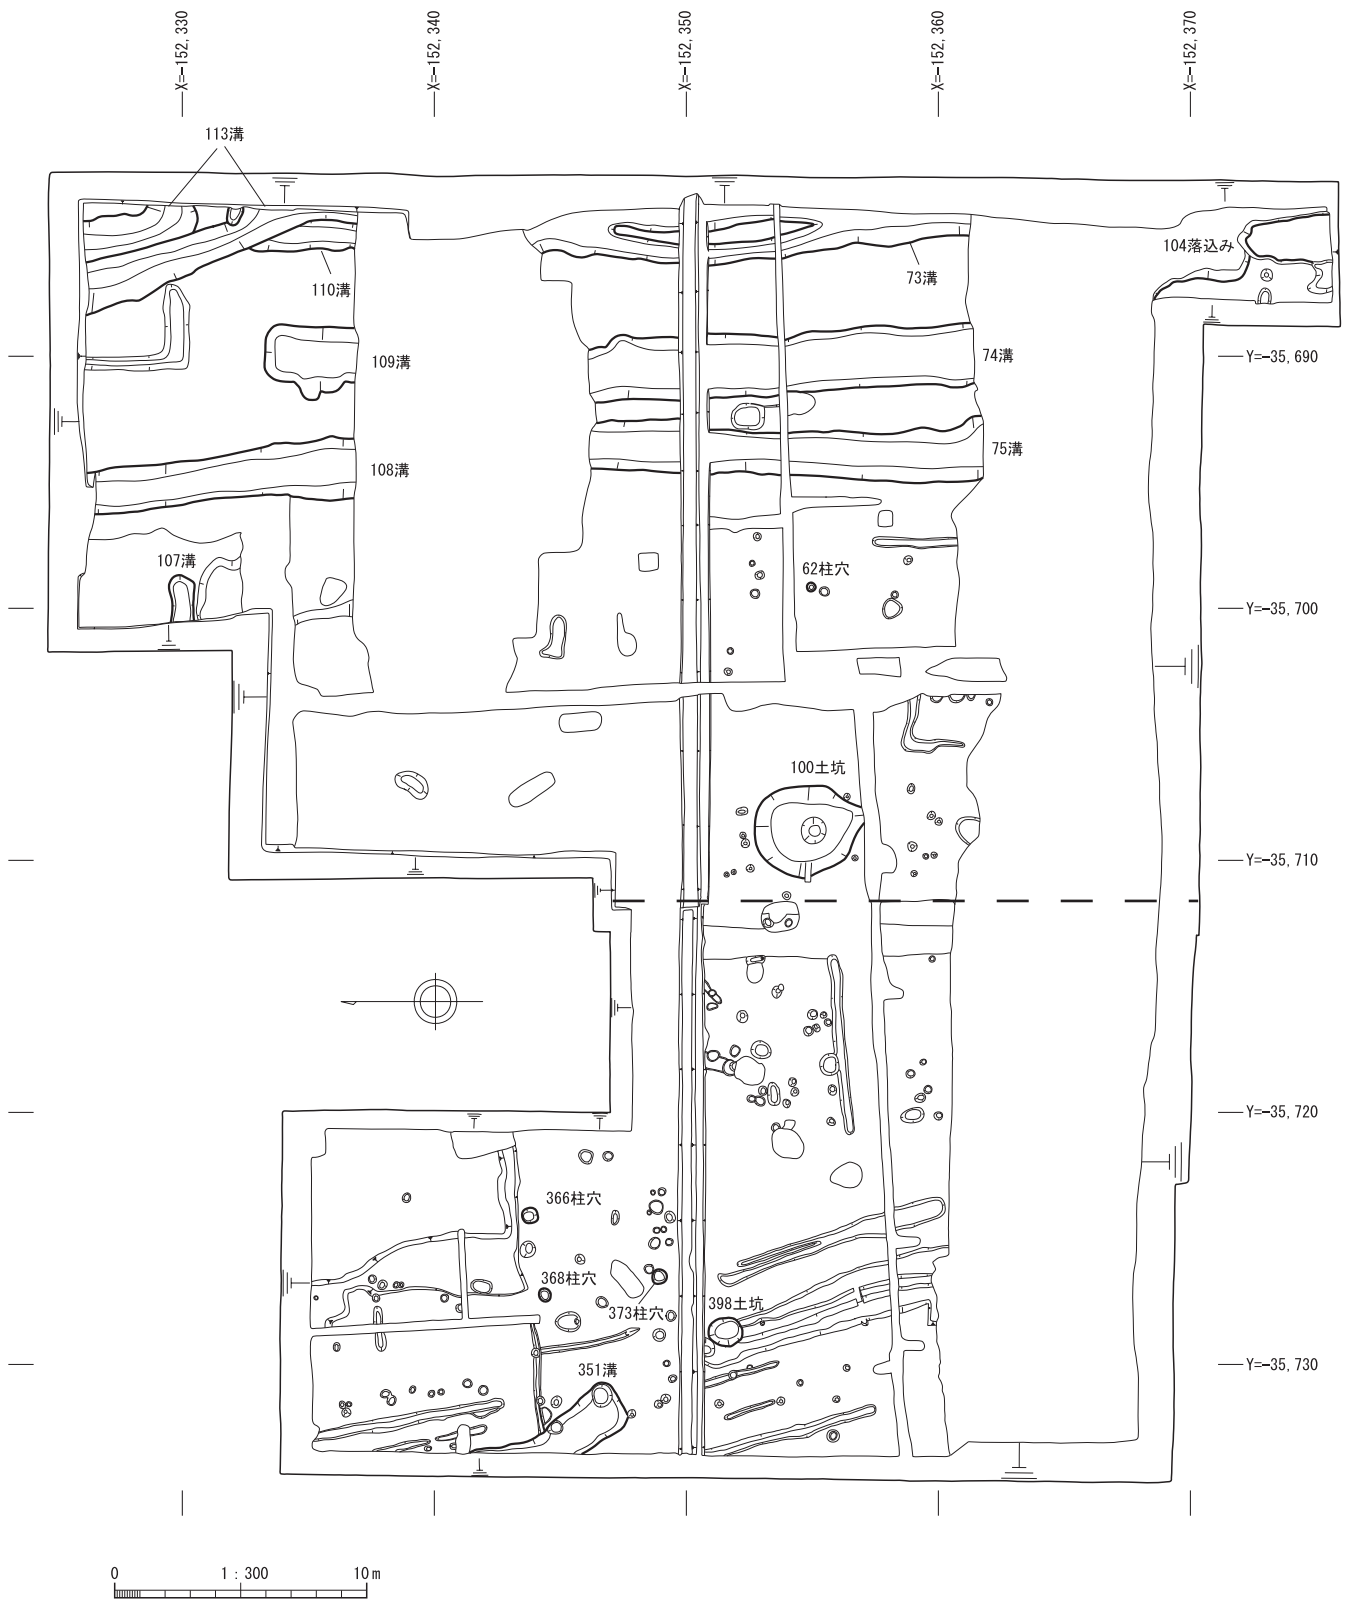 X=-152,330
X=-152,340
X=-152,350
X=-152,360
X=-152,370
113溝
104落込み
73溝
110溝
Y=-35,690
74溝
109溝
75溝
108溝
107溝
62柱穴
Y=-35,700
100土坑
Y=-35,710
Y=-35,720
366柱穴
368柱穴
373柱穴
398土坑
351溝
Y=-35,730
0 1:300 10m